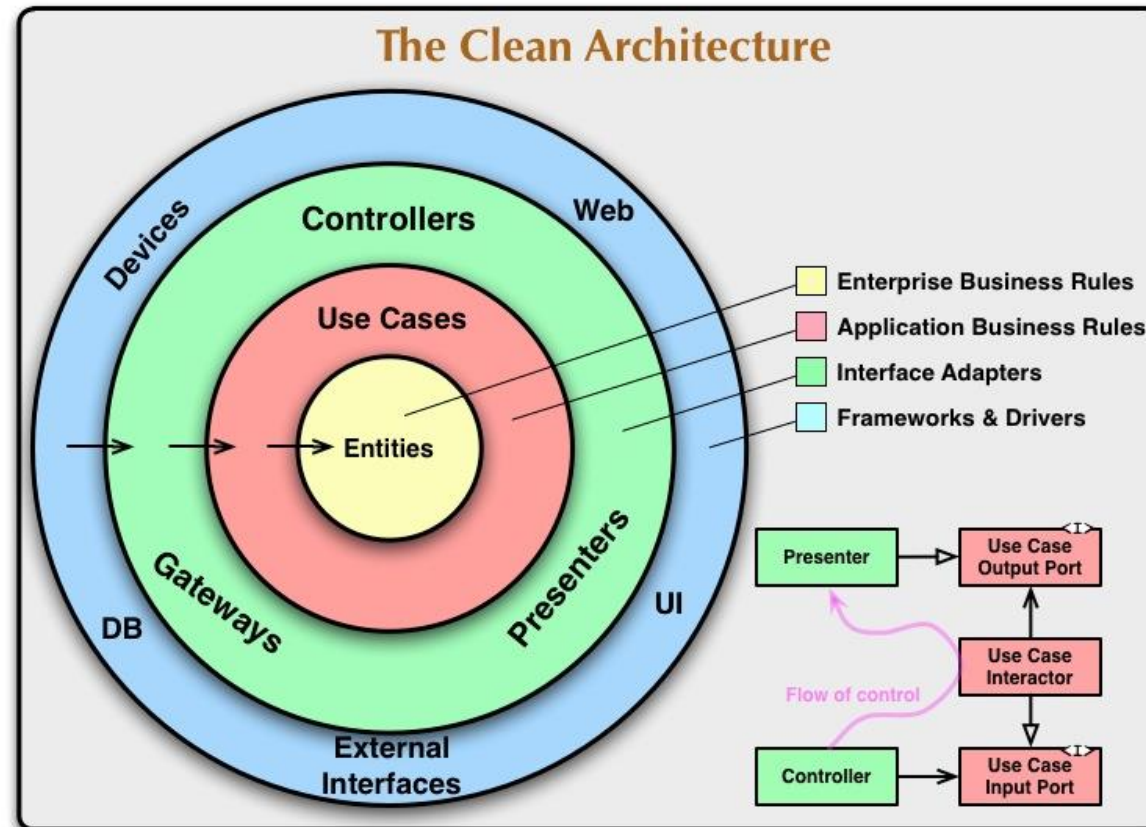 The Clean Architecture
Devices
Web
Controllers
Use Cases
Entities
Gateways
Presenters
DB
UI
External
Interfaces
Enterprise Business Rules
Application Business Rules
Interface Adapters
Frameworks & Drivers
Presenter
<I>
Use Case
Output Port
Use Case
Interactor
Flow of control
Controller
<I>
Use Case
Input Port